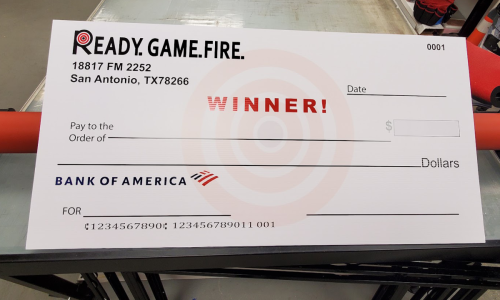 READY. GAME. FIRE.
0001
18817 FM 2252
San Antonio, TX78266
Date
WINNER!
Pay to the
Order of
$
Dollars
BANK OF AMERICA
FOR
⑆1234567890⑆ 123456789011 001